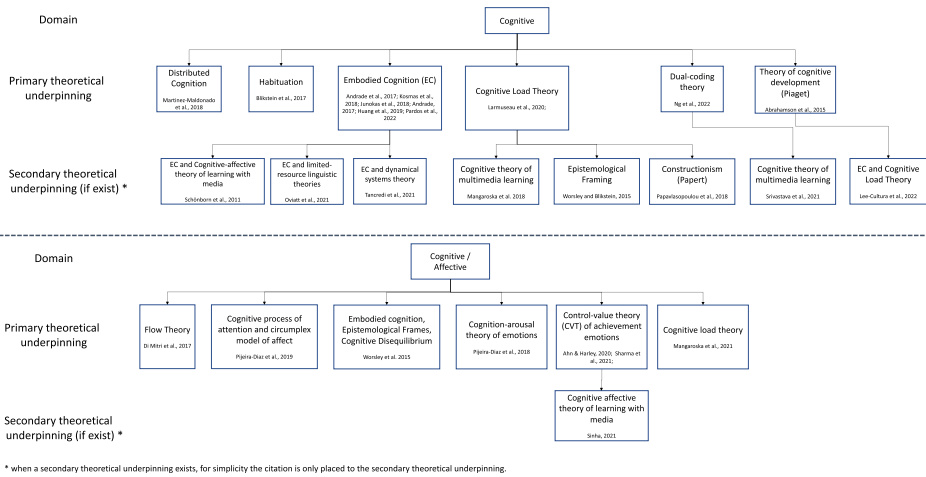 Domain
Cognitive
Primary theoretical
underpinning
Distributed
Cognition
Martinez-Maldonado
et al., 2018
Habituation
Blikstein et al., 2017
Embodied Cognition (EC)
Andrade et al., 2017; Kosmas et al.,
2018; Junokas et al., 2018; Andrade,
2017; Huang et al., 2019; Pardos et al.,
2022
Cognitive Load Theory
Larmuseau et al., 2020;
Dual-coding
theory
Ng et al., 2022
Theory of cognitive
development
(Piaget)
Abrahamson et al., 2015
Secondary theoretical
underpinning (if exist) *
EC and Cognitive-affective
theory of learning with
media
Schönborn et al., 2011
EC and limited-
resource linguistic
theories
Oviatt et al., 2021
EC and dynamical
systems theory
Tancredi et al., 2021
Cognitive theory of
multimedia learning
Mangaroska et al. 2018
Epistemological
Framing
Worsley and Blikstein, 2015
Constructionism
(Papert)
Papavlasopoulou et al., 2018
Cognitive theory of
multimedia learning
Srivastava et al., 2021
EC and Cognitive
Load Theory
Lee-Cultura et al., 2022
Domain
Cognitive /
Affective
Primary theoretical
underpinning
Flow Theory
Di Mitri et al., 2017
Cognitive process of
attention and circumplex
model of affect
Pijeira-Diaz et al., 2019
Embodied cognition,
Epistemological Frames,
Cognitive Disequilibrium
Worsley et al. 2015
Cognition-arousal
theory of emotions
Pijeira-Diaz et al., 2018
Control-value theory
(CVT) of achievement
emotions
Ahn & Harley, 2020; Sharma et
al., 2021;
Cognitive load theory
Mangaroska et al., 2021
Secondary theoretical
underpinning (if exist) *
Cognitive affective
theory of learning with
media
Sinha, 2021
* when a secondary theoretical underpinning exists, for simplicity the citation is only placed to the secondary theoretical underpinning.